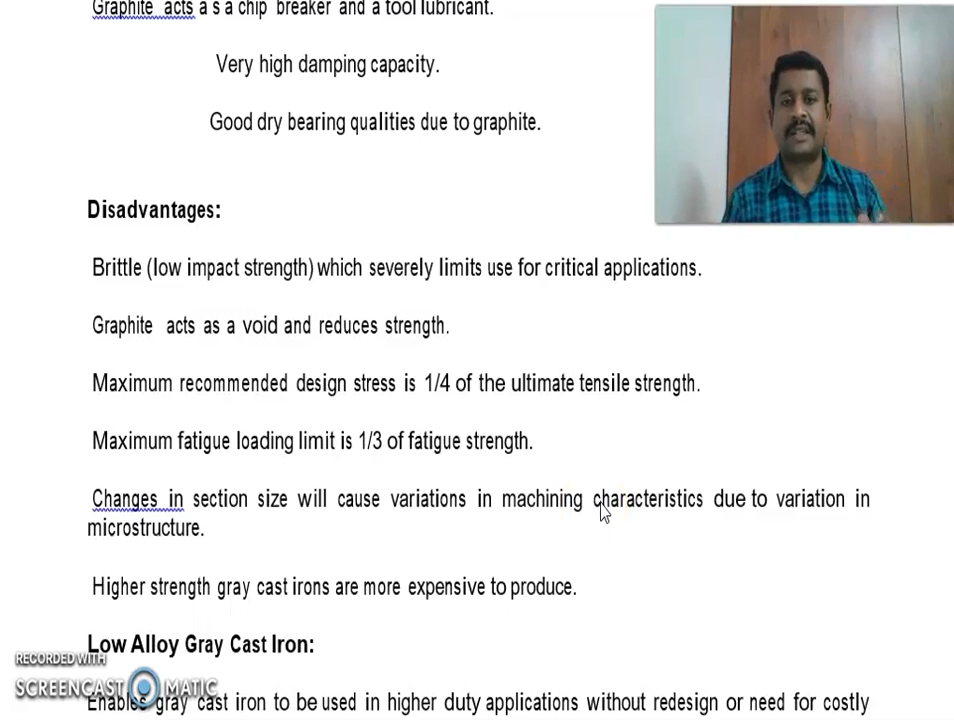 Graphite acts a s a chip breaker and a tool lubricant.
Very high damping capacity.
Good dry bearing qualities due to graphite.
Disadvantages:
Brittle (low impact strength) which severely limits use for critical applications.
Graphite acts as a void and reduces strength.
Maximum recommended design stress is 1/4 of the ultimate tensile strength.
Maximum fatigue loading limit is 1/3 of fatigue strength.
Changes in section size will cause variations in machining characteristics due to variation in
microstructure.
Higher strength gray cast irons are more expensive to produce.
Low Alloy Gray Cast Iron:
RECORDED WITH
SCREENCAST MATIC
Enables gray cast iron to be used in higher duty applications without redesign or need for costly